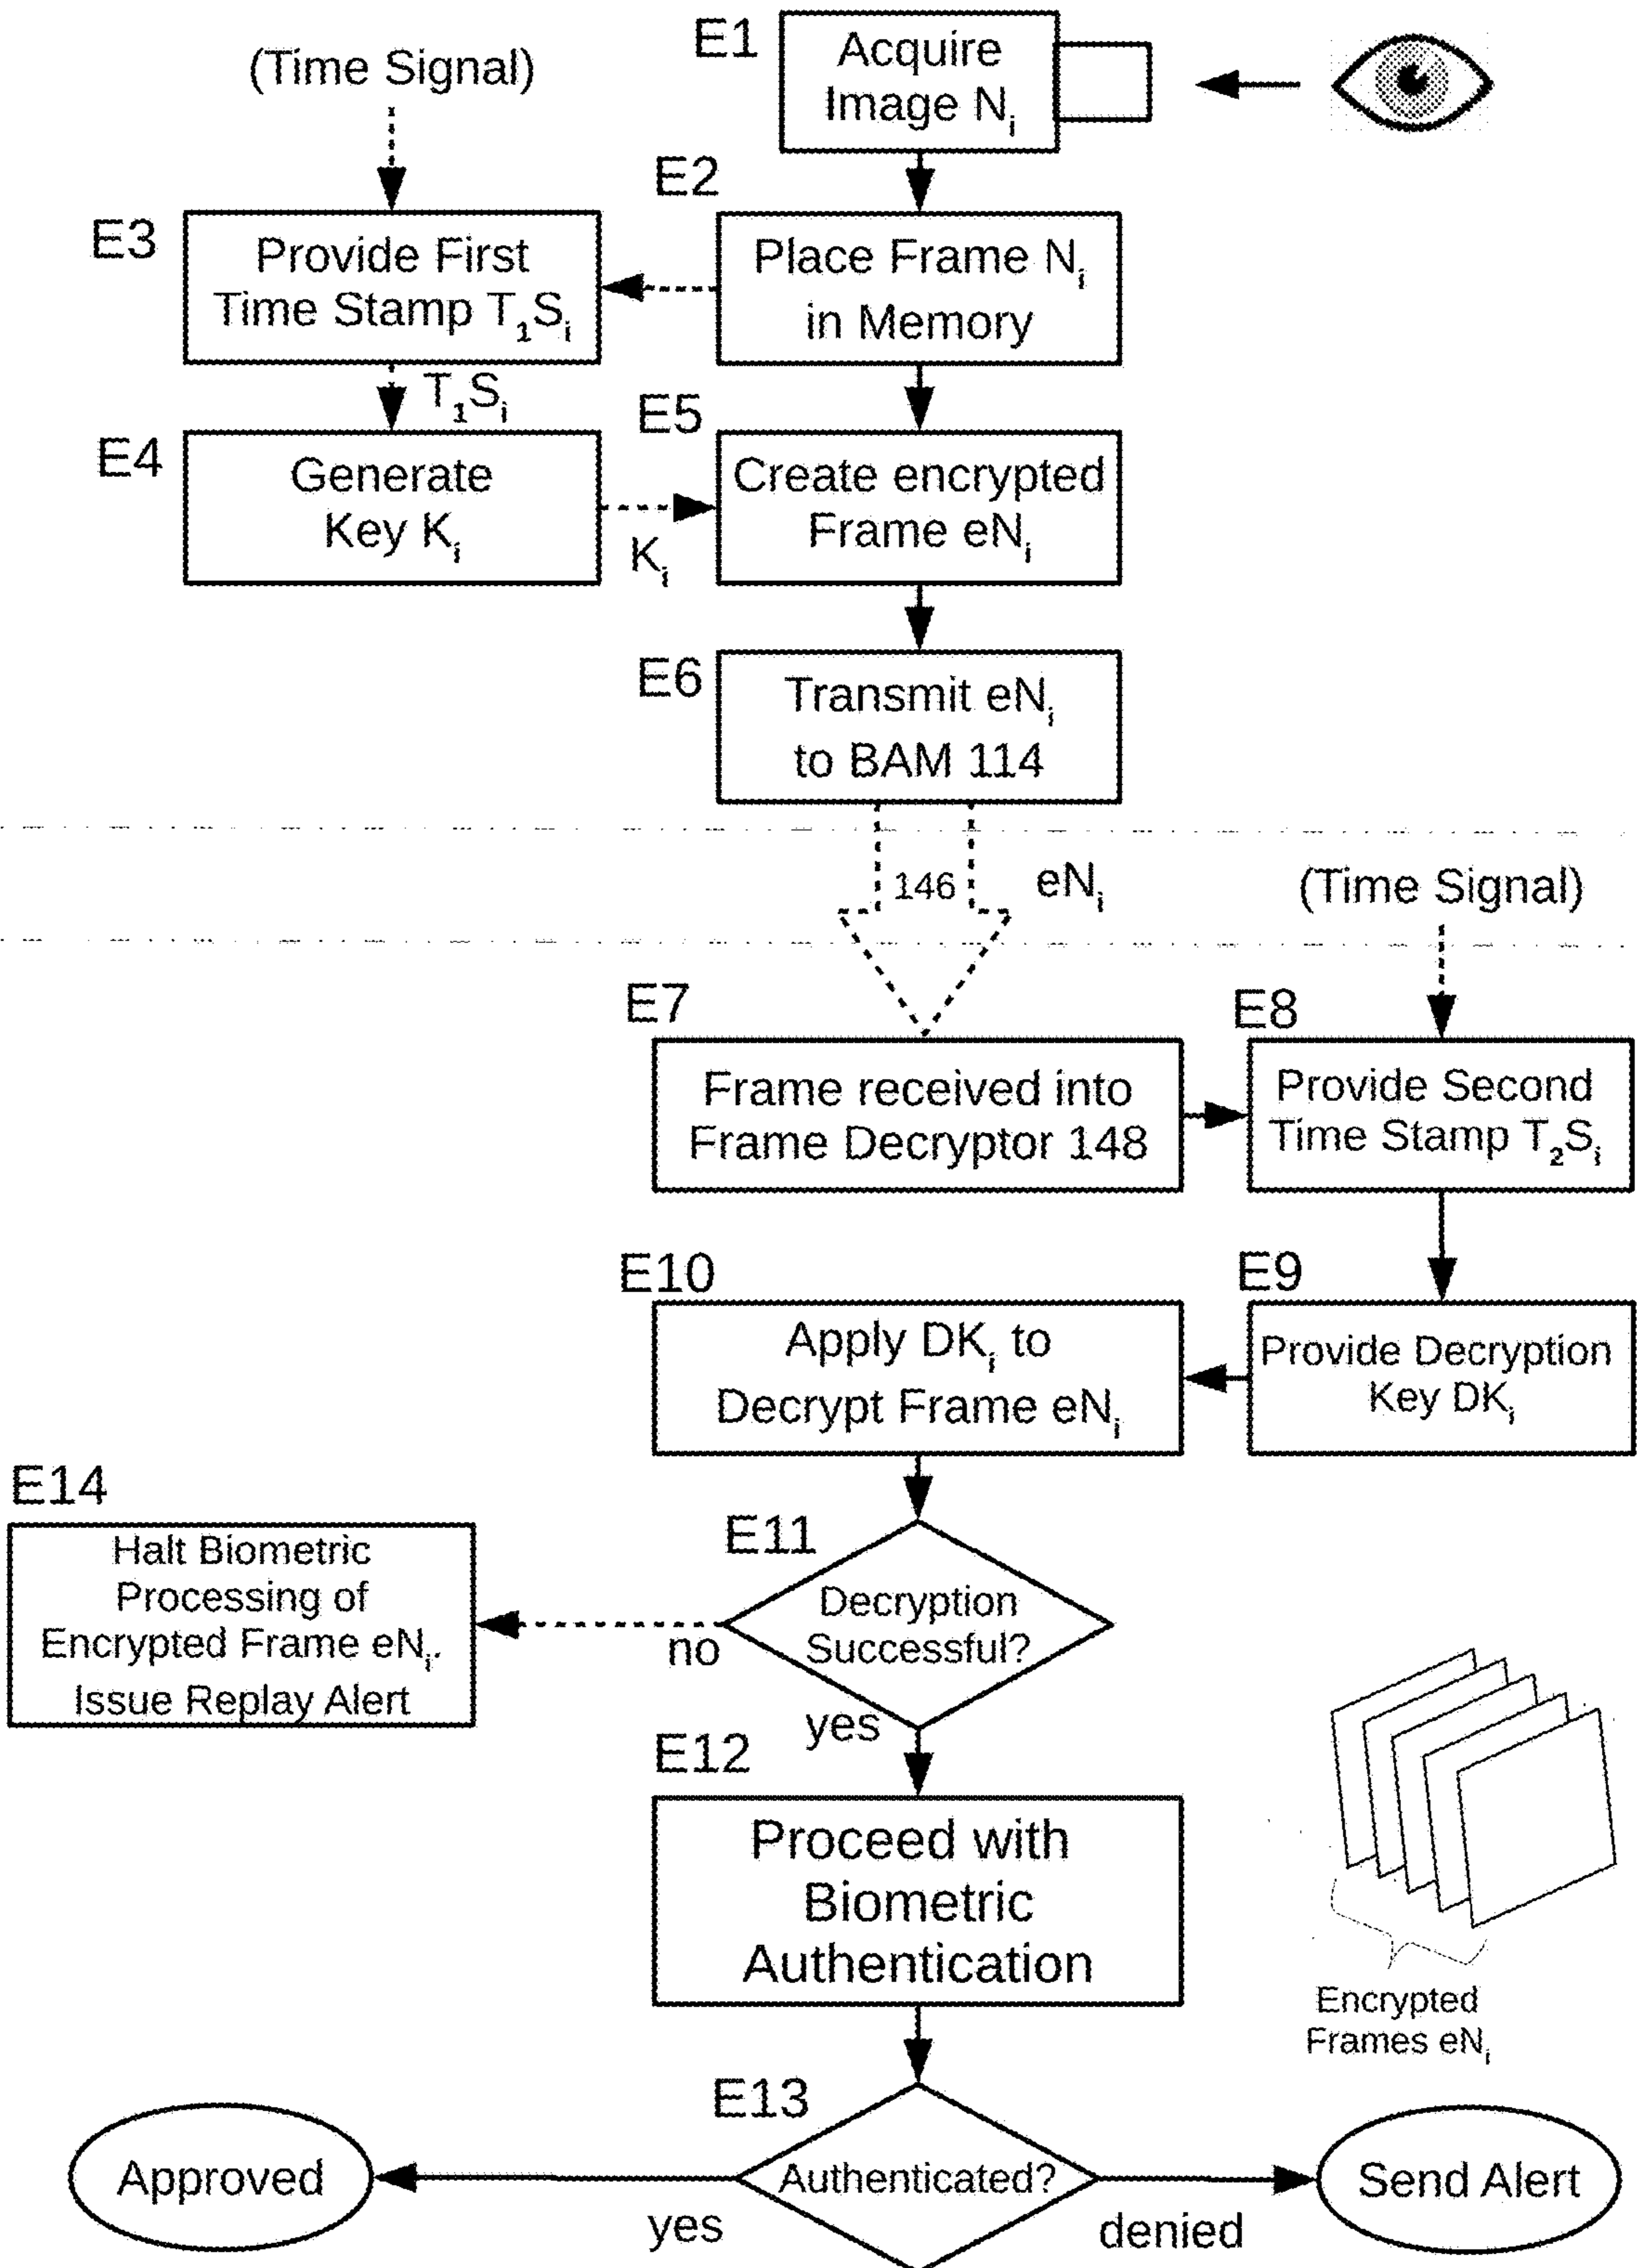 E1
Acquire
Image Nᵢ
(Time Signal)
E2
E3
Provide First
Time Stamp T₁Sᵢ
Place Frame Nᵢ
in Memory
T₁Sᵢ
E4
Generate
Key Kᵢ
Kᵢ
E5
Create encrypted
Frame eNᵢ
E6
Transmit eNᵢ
to BAM 114
146
eNᵢ
(Time Signal)
E7
Frame received into
Frame Decryptor 148
E8
Provide Second
Time Stamp T₂Sᵢ
E9
Provide Decryption
Key DKᵢ
E10
Apply DKᵢ to
Decrypt Frame eNᵢ
E11
Decryption
Successful?
no
E14
Halt Biometric
Processing of
Encrypted Frame eNᵢ.
Issue Replay Alert
yes
E12
Proceed with
Biometric
Authentication
Encrypted
Frames eNᵢ
E13
Authenticated?
yes
Approved
denied
Send Alert